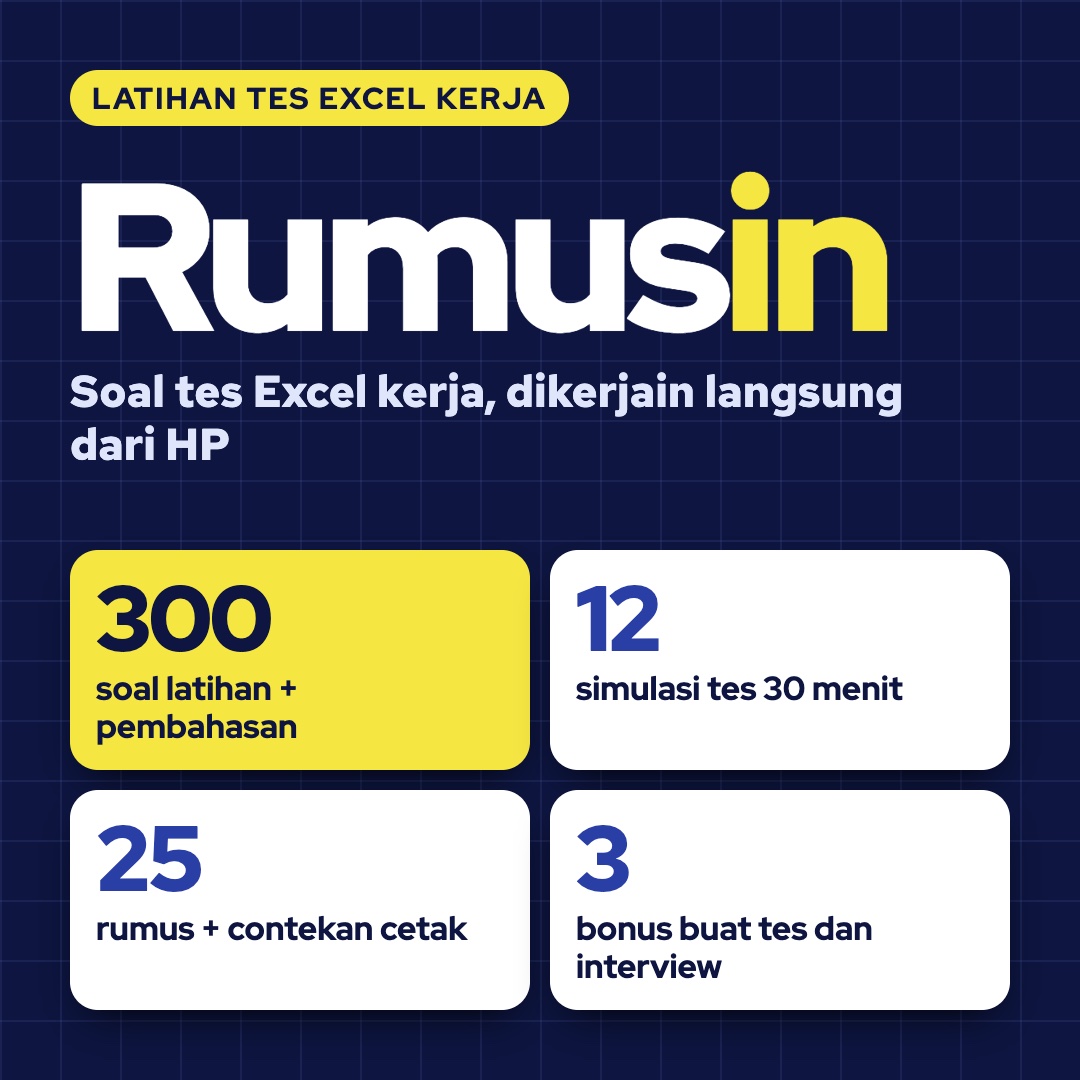 LATIHAN TES EXCEL KERJA
Rumusin
Soal tes Excel kerja, dikerjain langsung
dari HP
300
soal latihan +
pembahasan
12
simulasi tes 30 menit
25
rumus + contekan cetak
3
bonus buat tes dan
interview